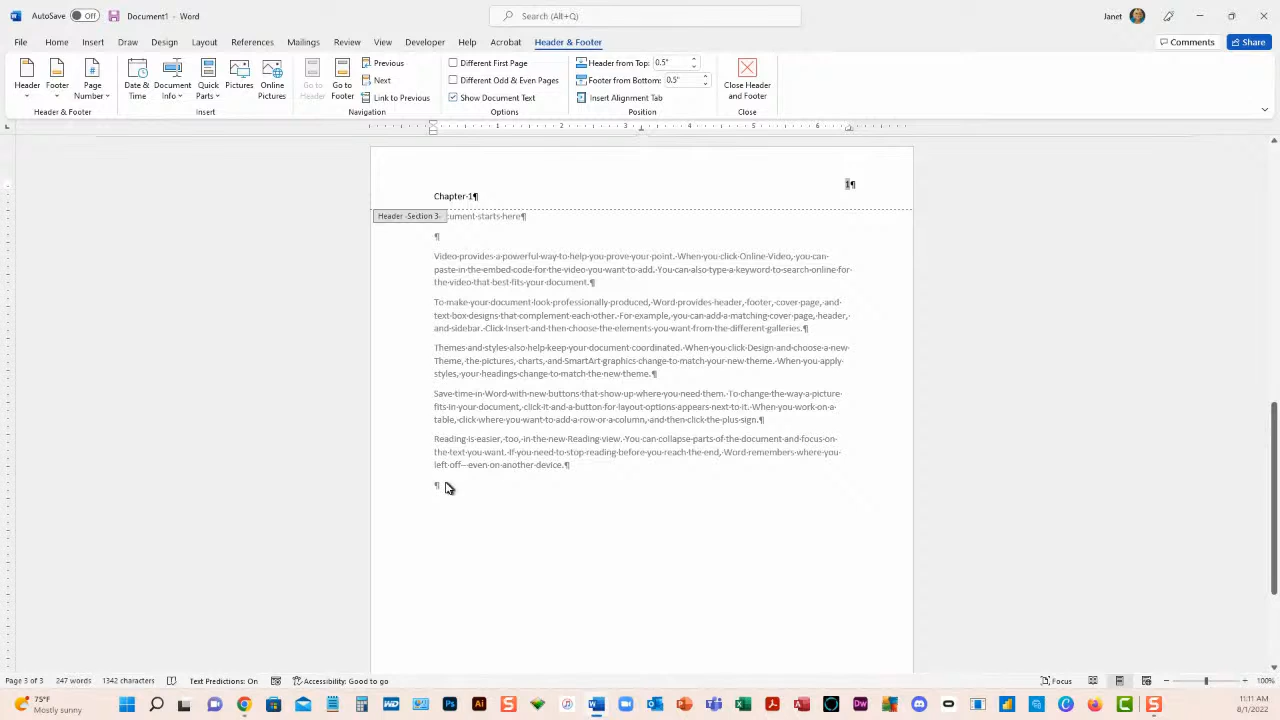 AutoSave Off Document1 - Word Search (Alt+Q) Janet
File Home Insert Draw Design Layout References Mailings Review View Developer Help Acrobat Header & Footer Comments Share
Header Footer Page Number Date & Time Document Info Quick Parts Pictures Online Pictures Go to Header Go to Footer Previous Next Link to Previous
Different First Page
Different Odd & Even Pages
Show Document Text
Header from Top: 0.5"
Footer from Bottom: 0.5"
Insert Alignment Tab
Close Header and Footer
Header & Footer Insert Navigation Options Position Close
1 2 3 4 5 6
1¶
Chapter·1¶
Header -Section 3-
cument·starts·here¶
¶
Video·provides·a·powerful·way·to·help·you·prove·your·point.·When·you·click·Online·Video,·you·can·
paste·in·the·embed·code·for·the·video·you·want·to·add.·You·can·also·type·a·keyword·to·search·online·for·
the·video·that·best·fits·your·document.¶
To·make·your·document·look·professionally·produced,·Word·provides·header,·footer,·cover·page,·and·
text·box·designs·that·complement·each·other.·For·example,·you·can·add·a·matching·cover·page,·header,·
and·sidebar.·Click·Insert·and·then·choose·the·elements·you·want·from·the·different·galleries.¶
Themes·and·styles·also·help·keep·your·document·coordinated.·When·you·click·Design·and·choose·a·new·
Theme,·the·pictures,·charts,·and·SmartArt·graphics·change·to·match·your·new·theme.·When·you·apply·
styles,·your·headings·change·to·match·the·new·theme.¶
Save·time·in·Word·with·new·buttons·that·show·up·where·you·need·them.·To·change·the·way·a·picture·
fits·in·your·document,·click·it·and·a·button·for·layout·options·appears·next·to·it.·When·you·work·on·a·
table,·click·where·you·want·to·add·a·row·or·a·column,·and·then·click·the·plus·sign.¶
Reading·is·easier,·too,·in·the·new·Reading·view.·You·can·collapse·parts·of·the·document·and·focus·on·
the·text·you·want.·If·you·need·to·stop·reading·before·you·reach·the·end,·Word·remembers·where·you·
left·off·-·even·on·another·device.¶
¶
Page 3 of 3 247 words 1342 characters Text Predictions: On Accessibility: Good to go Focus 100%
75°F
Mostly sunny
11:11 AM
8/1/2022